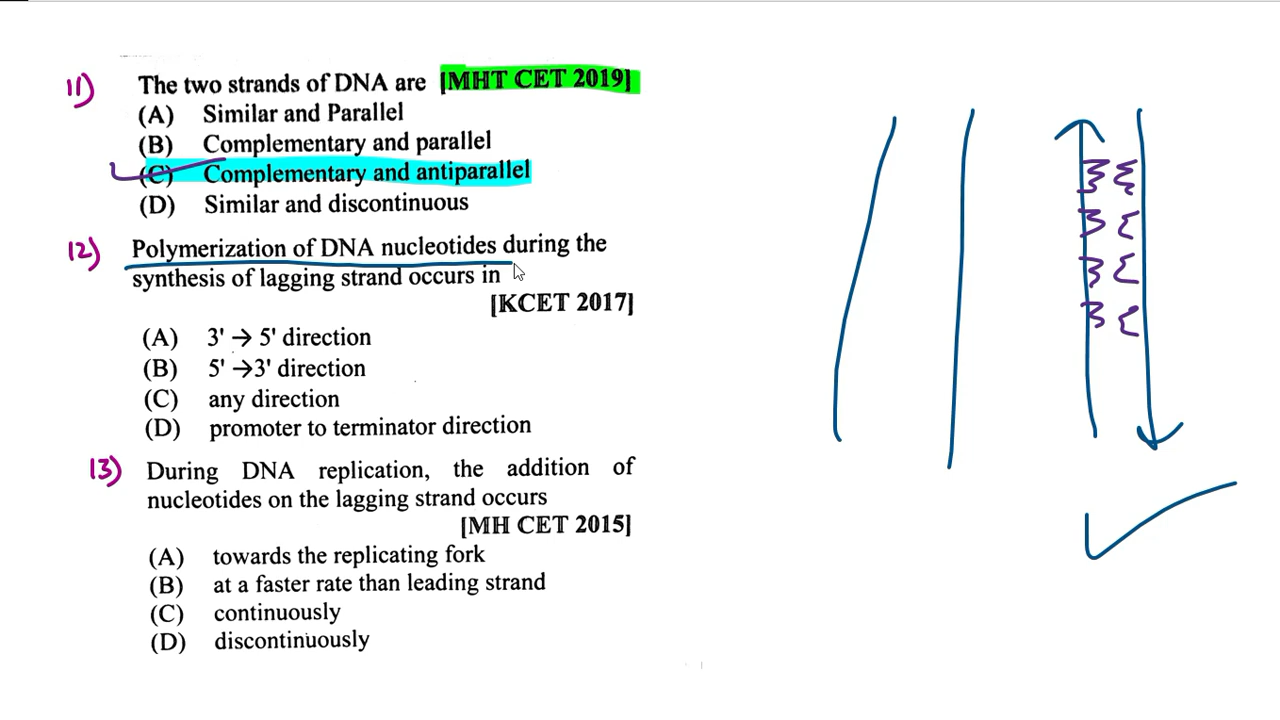 11) The two strands of DNA are [MHT CET 2019]
(A) Similar and Parallel
(B) Complementary and parallel
(C) Complementary and antiparallel
(D) Similar and discontinuous
12) Polymerization of DNA nucleotides during the
synthesis of lagging strand occurs in
[KCET 2017]
(A) 3' → 5' direction
(B) 5' →3' direction
(C) any direction
(D) promoter to terminator direction
13) During DNA replication, the addition of
nucleotides on the lagging strand occurs
[MH CET 2015]
(A) towards the replicating fork
(B) at a faster rate than leading strand
(C) continuously
(D) discontinuously